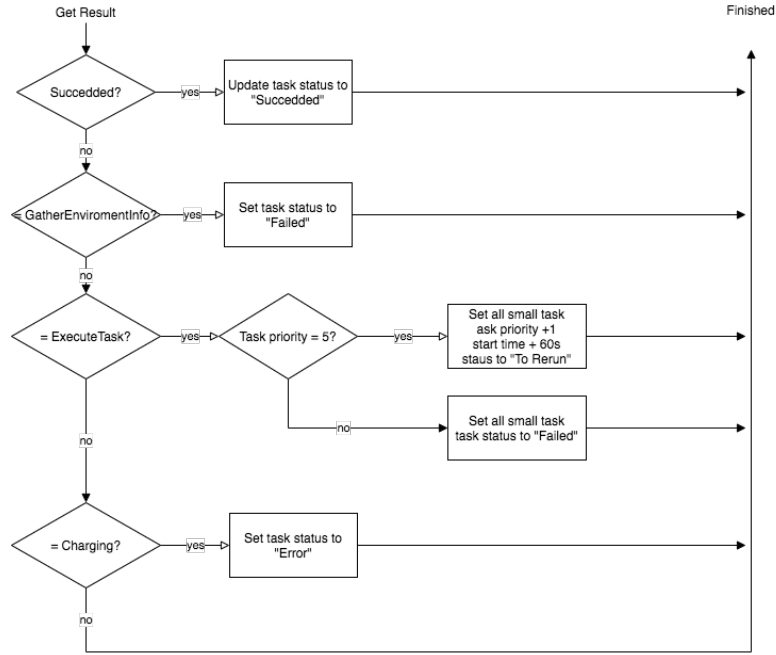 Get Result
Finished
Succedded?
yes
Update task status to
"Succedded"
no
= GatherEnviromentInfo?
yes
Set task status to
"Failed"
no
= ExecuteTask?
yes
Task priority = 5?
yes
Set all small task
ask priority +1
start time + 60s
staus to "To Rerun"
no
Set all small task
task status to "Failed"
no
= Charging?
yes
Set task status to
"Error"
no